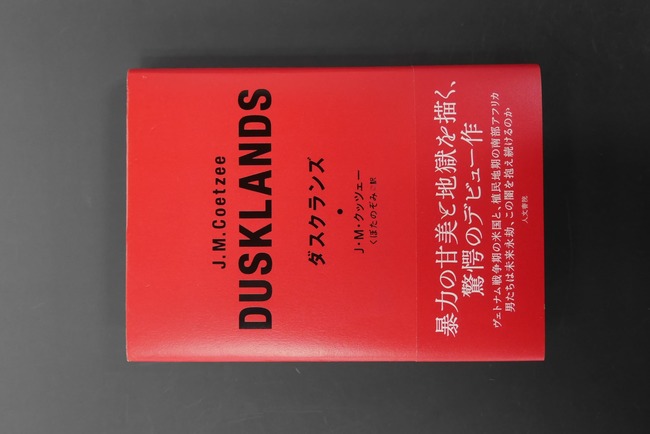 J.M.Coetzee
DUSKLANDS
ダスクランズ
J・M・クッツェー
くぼたのぞみ 訳
暴力の甘美と地獄を描く、
驚愕のデビュー作
ヴェトナム戦争期の米国と、植民地期の南部アフリカ
男たちは未来永劫、この闇を抱え続けるのか
人文書院